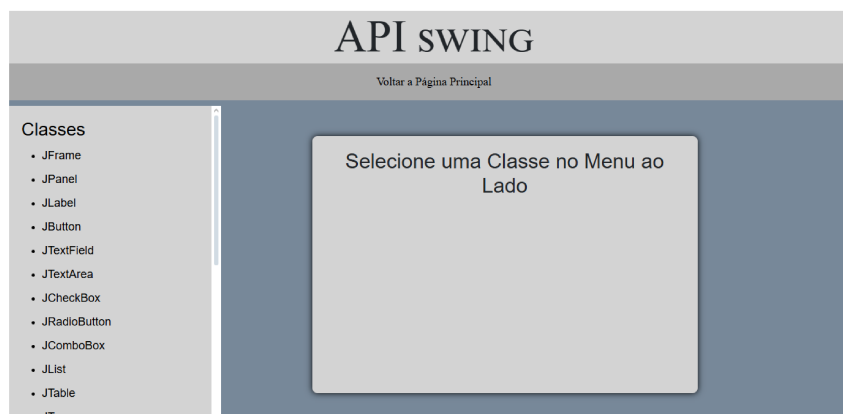 API SWING
Voltar a Página Principal
Classes
JFrame
JPanel
JLabel
JButton
JTextField
JTextArea
JCheckBox
JRadioButton
JComboBox
JList
JTable
Selecione uma Classe no Menu ao
Lado